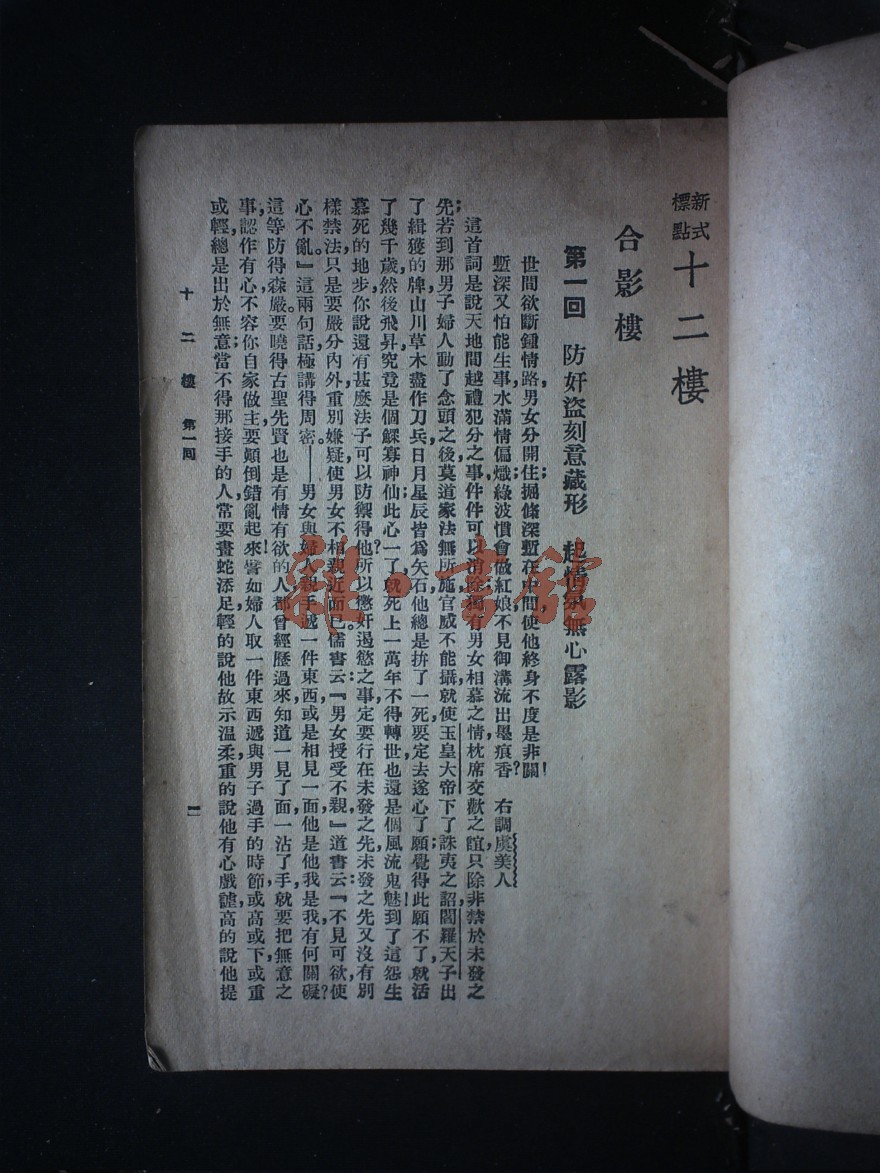 新式標點 十二樓
合影樓
第一回 防奸盜刻意藏形 起情氛無心露影
世間欲斷鍾情路,男女分開住。掘條深塹在中間,使他終身不度是非關!
塹深又怕能生事,水滿情偏熾。綠波慣會做紅娘,不見御溝流出墨痕香? 右調虞美人
這首詞是說天地間越禮犯分之事,件件可以消除,獨有男女相慕之情,枕席交歡之誼,只除非禁於未發之
先;若到那男子婦人動了念頭之後,莫道家法無所施,官威不能攝,就使玉皇大帝下了誅夷之詔,閻羅天子出
了緝獲的牌,山川草木盡作刀兵,日月星辰皆爲矢石,他總是拚了一死,要定去遂心了願。覺得此願不了,就活
了幾千歲,然後飛昇,究竟是個鰥寡神仙;此心一了,就死上一萬年不得轉世,也還是個風流鬼魅!到了這怨生
慕死的地步,你說還有甚麽法子可以防禦得他?所以懲奸遏慾之事,定要行在未發之先。未發之先又沒有別
樣禁法,只是要嚴分內外,重別嫌疑,使男女不相親近而已。儒書云:『男女授受不親』道書云:『不見可欲,使
心不亂。』這兩句話極講得周密。——男女與婦人親手遞一件東西,或是相見一面,他是他,我是我,有何關礙?
這等防得森嚴。要曉得古聖先賢也是有情有欲的人,都曾經歷過來,知道一見了面,一沾了手,就要把無意之
事認作有心,不容你自家做主,要顛倒錯亂起來!譬如婦人取一件東西遞與男子,過手的時節,或高或下,或重
或輕,總是出於無意;當不得那接手的人常要畫蛇添足,輕的說他故示溫柔,重的說他有心戲謔,高的說他提
十二樓 第一回
一
雜·書館